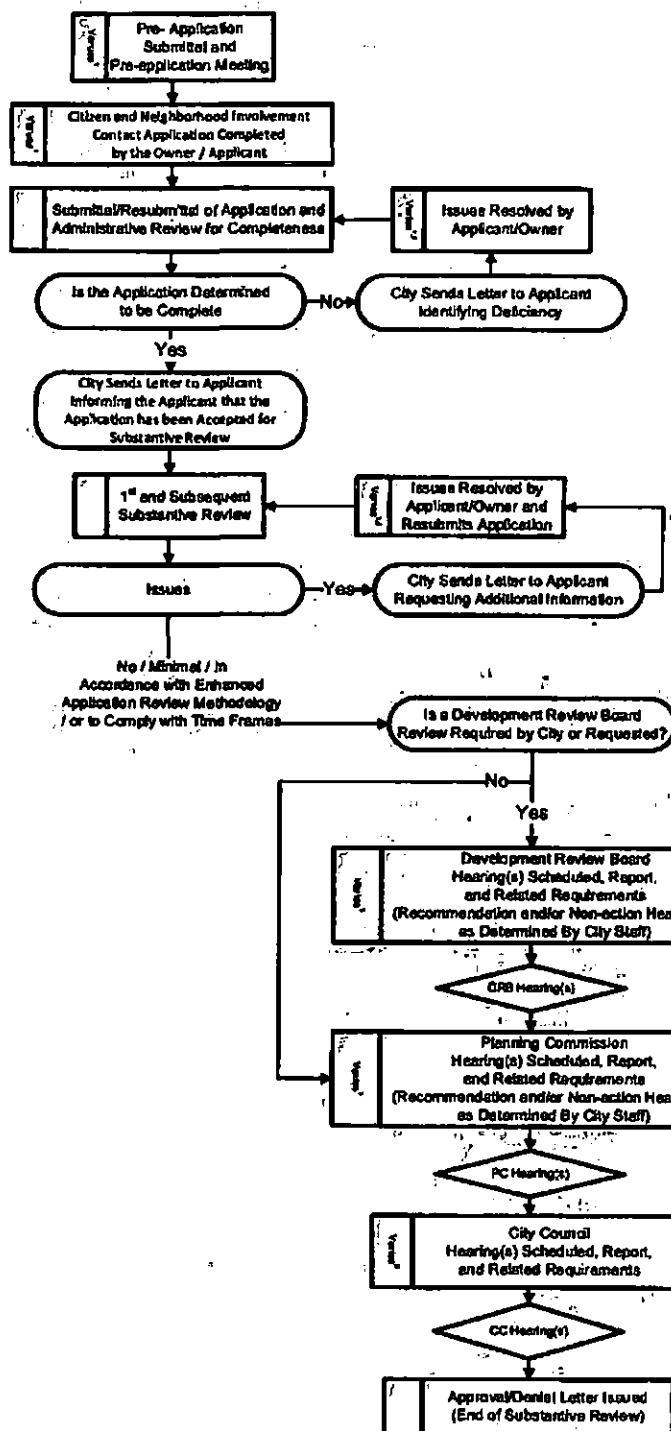 Pre- Application
Submittal and
Pre-application Meeting
Varies
Citizen and Neighborhood Involvement
Contact Application Completed
by the Owner / Applicant
Varies
Submittal/Resubmittal of Application and
Administrative Review for Completeness
Issues Resolved by
Applicant/Owner
Varies
Is the Application Determined
to be Complete
No
City Sends Letter to Applicant
Identifying Deficiency
Yes
City Sends Letter to Applicant
Informing the Applicant that the
Application has been Accepted for
Substantive Review
1st and Subsequent
Substantive Review
Issues Resolved by
Applicant/Owner and
Resubmits Application
Varies
Issues
Yes
City Sends Letter to Applicant
Requesting Additional Information
No / Minimal / In
Accordance with Enhanced
Application Review Methodology
/ or to Comply with Time Frames
Is a Development Review Board
Review Required by City or Requested?
No
Yes
Development Review Board
Hearing(s) Scheduled, Report,
and Related Requirements
(Recommendation and/or Non-action Hea
as Determined By City Staff)
Varies
DRB Hearing(s)
Planning Commission
Hearing(s) Scheduled, Report,
and Related Requirements
(Recommendation and/or Non-action Hea
as Determined By City Staff)
Varies
PC Hearing(s)
City Council
Hearing(s) Scheduled, Report,
and Related Requirements
Varies
CC Hearing(s)
Approval/Denial Letter Issued
(End of Substantive Review)